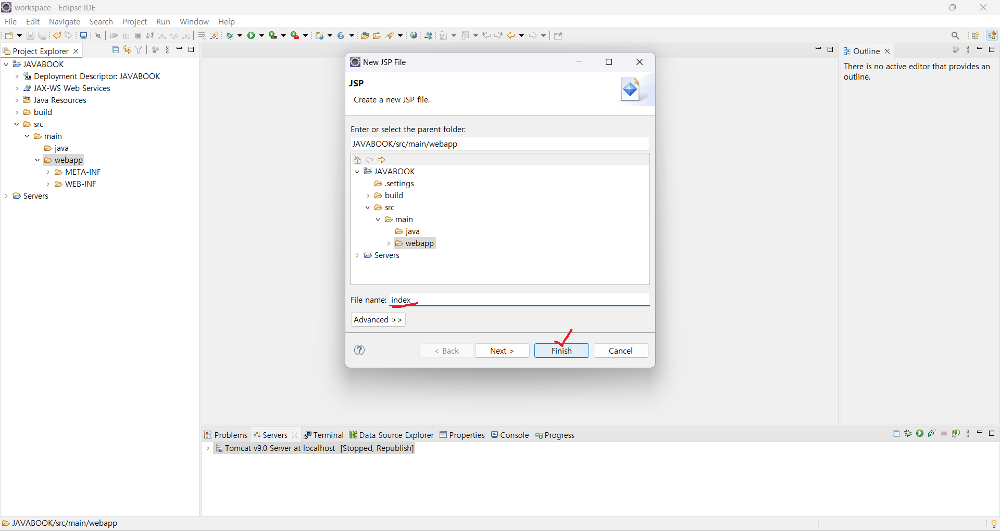 workspace - Eclipse IDE
File Edit Navigate Search Project Run Window Help
Project Explorer
JAVABOOK
Deployment Descriptor: JAVABOOK
JAX-WS Web Services
Java Resources
build
src
main
java
webapp
META-INF
WEB-INF
Servers
New JSP File
JSP
Create a new JSP file.
Enter or select the parent folder:
JAVABOOK/src/main/webapp
JAVABOOK
.settings
build
src
main
java
webapp
Servers
File name: index
Advanced >>
< Back Next > Finish Cancel
Outline
There is no active editor that provides an
outline.
Problems Servers Terminal Data Source Explorer Properties Console Progress
Tomcat v9.0 Server at localhost [Stopped, Republish]
JAVABOOK/src/main/webapp